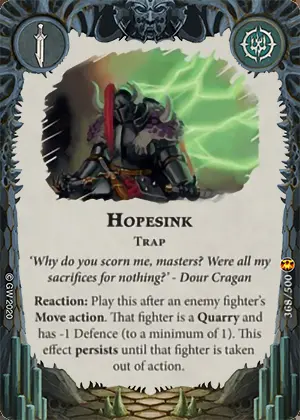 HOPESINK
TRAP
‘Why do you scorn me, masters? Were all my
sacrifices for nothing?’ - Dour Cragan
Reaction: Play this after an enemy fighter’s
Move action. That fighter is a Quarry and
has -1 Defence (to a minimum of 1). This
effect persists until that fighter is taken
out of action.
© GW 2020
368/500